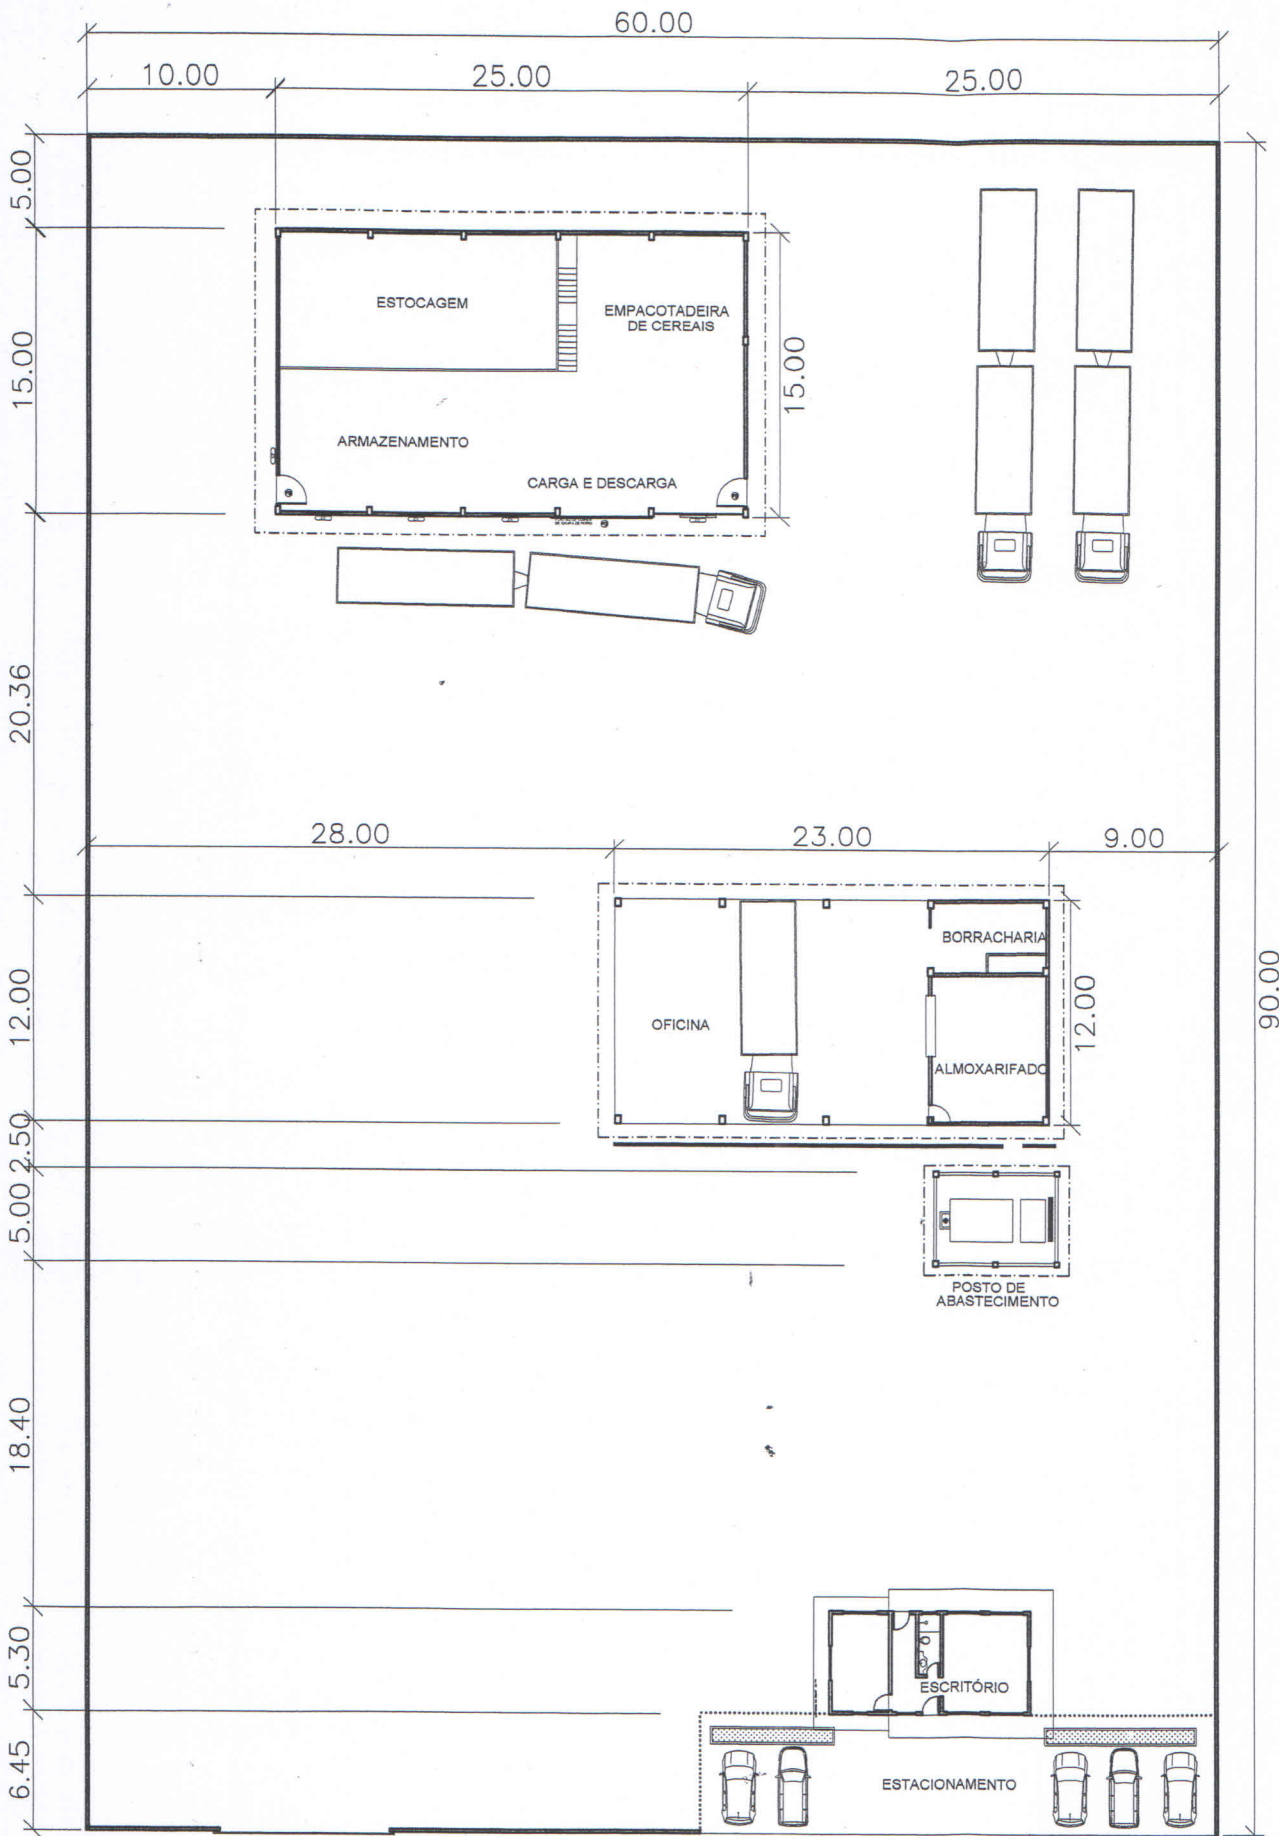 60.00
10.00
25.00
25.00
5.00
15.00
20.36
12.00
2.50
5.00
18.40
5.30
6.45
90.00
ESTOCAGEM
EMPACOTADEIRA
DE CEREAIS
15.00
ARMAZENAMENTO
CARGA E DESCARGA
28.00
23.00
9.00
BORRACHARIA
OFICINA
12.00
ALMOXARIFADO
POSTO DE
ABASTECIMENTO
ESCRITÓRIO
ESTACIONAMENTO